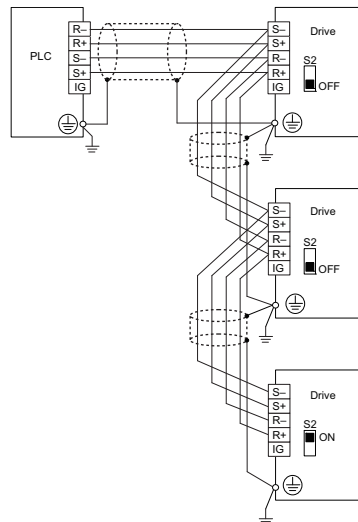 PLC
R–
R+
S–
S+
IG
S–
S+
R–
R+
IG
Drive
S2
OFF
S–
S+
R–
R+
IG
Drive
S2
OFF
S–
S+
R–
R+
IG
Drive
S2
ON